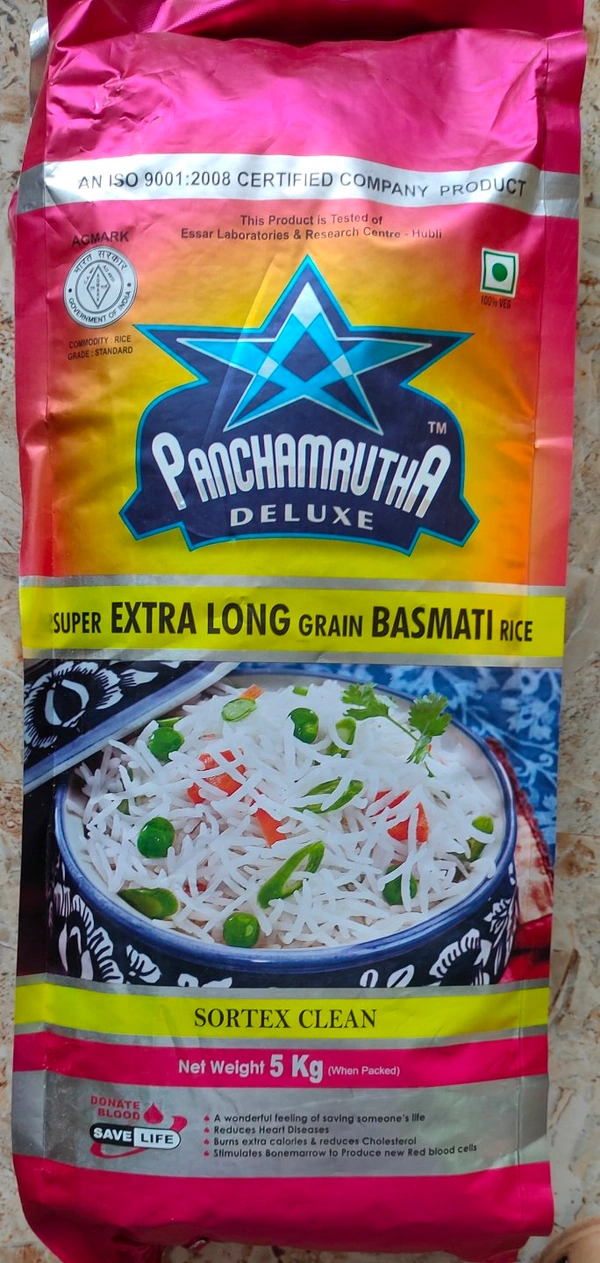 AN ISO 9001:2008 CERTIFIED COMPANY PRODUCT
This Product is Tested of
Essar Laboratories & Research Centre - Hubli
AGMARK
भारत सरकार
GOVERNMENT OF INDIA
COMMODITY : RICE
GRADE : STANDARD
100% VEG
TM
PANCHAMRUTHA
DELUXE
SUPER EXTRA LONG GRAIN BASMATI RICE
SORTEX CLEAN
Net Weight 5 Kg (When Packed)
DONATE
BLOOD
SAVE LIFE
A wonderful feeling of saving someone's life
Reduces Heart Diseases
Burns extra calories & reduces Cholesterol
Stimulates Bonemarrow to Produce new Red blood cells